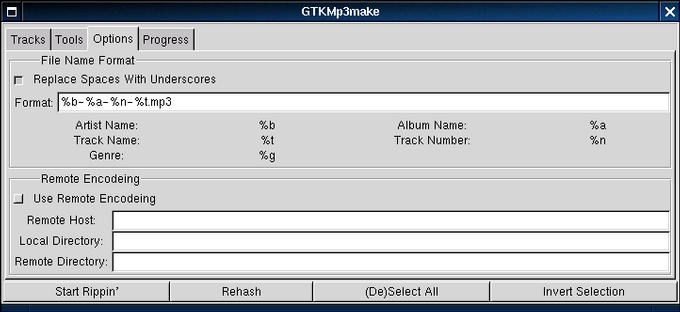 GTKMp3make
Tracks Tools Options Progress
File Name Format
Replace Spaces With Underscores
Format: %b-%a-%n-%t.mp3
Artist Name: %b Album Name: %a
Track Name: %t Track Number: %n
Genre: %g
Remote Encodeing
Use Remote Encodeing
Remote Host:
Local Directory:
Remote Directory:
Start Rippin' Rehash (De)Select All Invert Selection